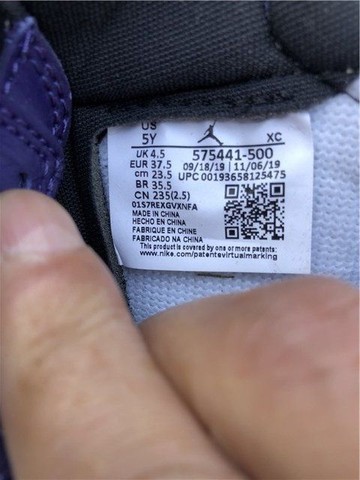 US
5Y XC
UK 4.5 575441-500
EUR 37.5 09/18/19 | 11/06/19
cm 23.5 UPC 00193658125475
BR 35.5
CN 235(2.5)
01S7REXGVXNFA
MADE IN CHINA
HECHO EN CHINA
FABRIQUE EN CHINE
FABRICADO NA CHINA
This product is covered by one or more patents:
www.nike.com/patentsvirtualmarking